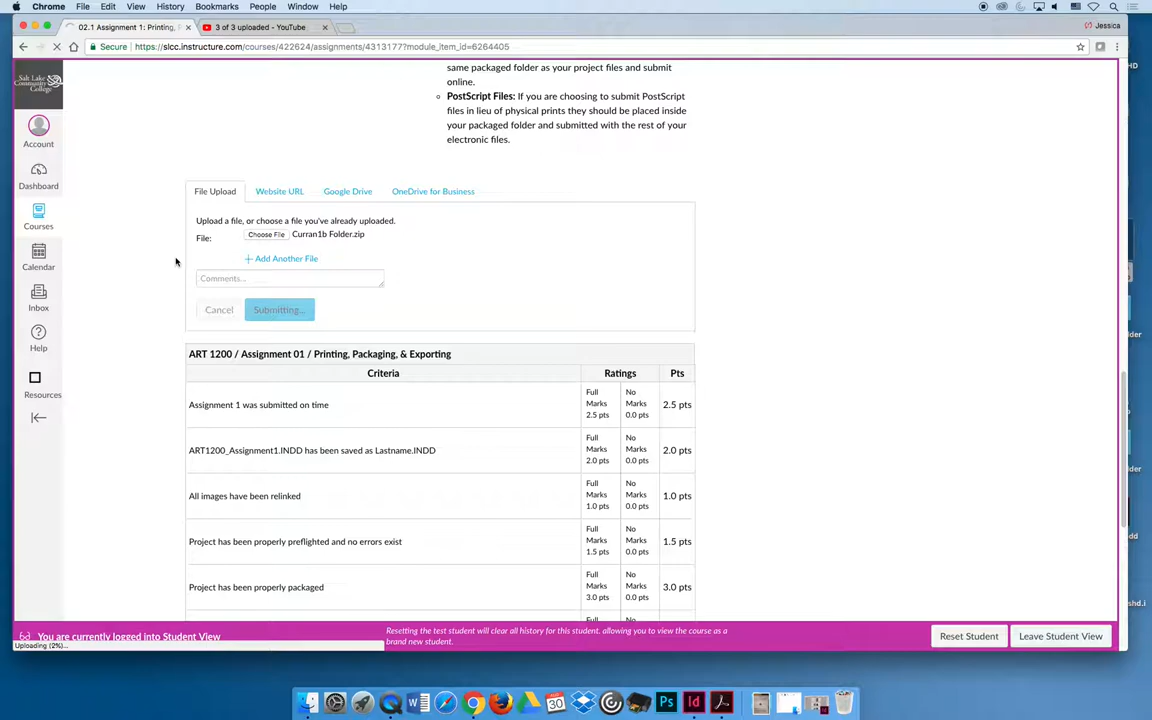 Chrome File Edit View History Bookmarks People Window Help
02.1 Assignment 1: Printing, P
3 of 3 uploaded - YouTube
Jessica
Secure https://slcc.instructure.com/courses/422624/assignments/4313177?module_item_id=6264405
Salt Lake
Community
College
Account
Dashboard
Courses
Calendar
Inbox
Help
Resources
same packaged folder as your project files and submit
online.
PostScript Files: If you are choosing to submit PostScript
files in lieu of physical prints they should be placed inside
your packaged folder and submitted with the rest of your
electronic files.
File Upload Website URL Google Drive OneDrive for Business
Upload a file, or choose a file you've already uploaded.
File: Choose File Curran1b Folder.zip
+ Add Another File
Comments...
Cancel Submitting...
ART 1200 / Assignment 01 / Printing, Packaging, & Exporting
Criteria Ratings Pts
Assignment 1 was submitted on time Full Marks 2.5 pts No Marks 0.0 pts 2.5 pts
ART1200_Assignment1.INDD has been saved as Lastname.INDD Full Marks 2.0 pts No Marks 0.0 pts 2.0 pts
All images have been relinked Full Marks 1.0 pts No Marks 0.0 pts 1.0 pts
Project has been properly preflighted and no errors exist Full Marks 1.5 pts No Marks 0.0 pts 1.5 pts
Project has been properly packaged Full Marks 3.0 pts No Marks 0.0 pts 3.0 pts
Full No
You are currently logged into Student View
Resetting the test student will clear all history for this student, allowing you to view the course as a
brand new student.
Reset Student Leave Student View
Uploading (2%)...
HD
der
der
dd
shd.i
30
Ps
Id